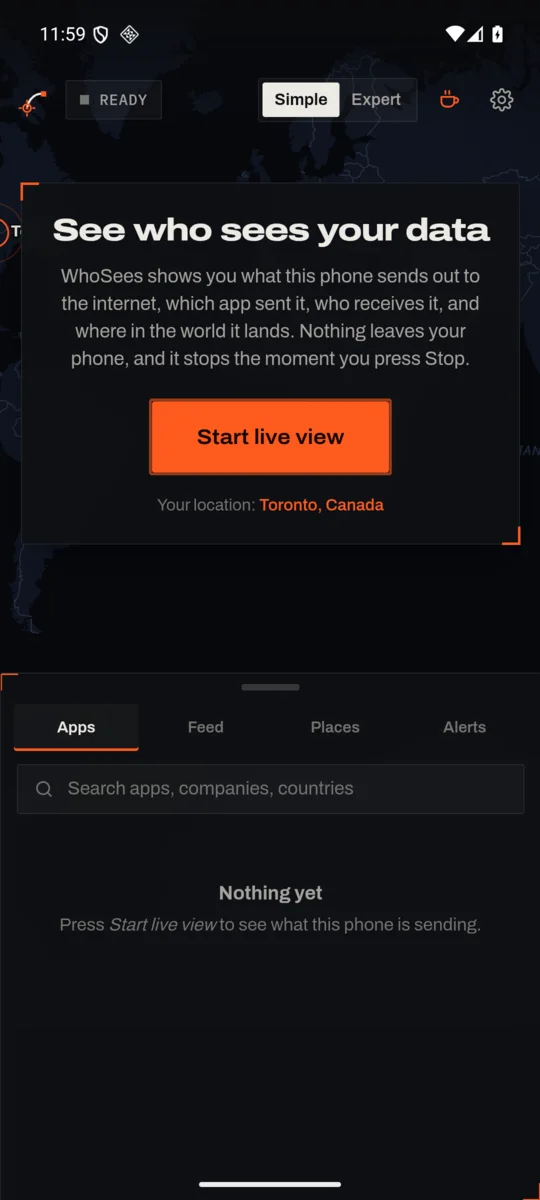 11:59
READY
Simple
Expert
See who sees your data
WhoSees shows you what this phone sends out to
the internet, which app sent it, who receives it, and
where in the world it lands. Nothing leaves your
phone, and it stops the moment you press Stop.
Start live view
Your location: Toronto, Canada
Apps
Feed
Places
Alerts
Search apps, companies, countries
Nothing yet
Press Start live view to see what this phone is sending.